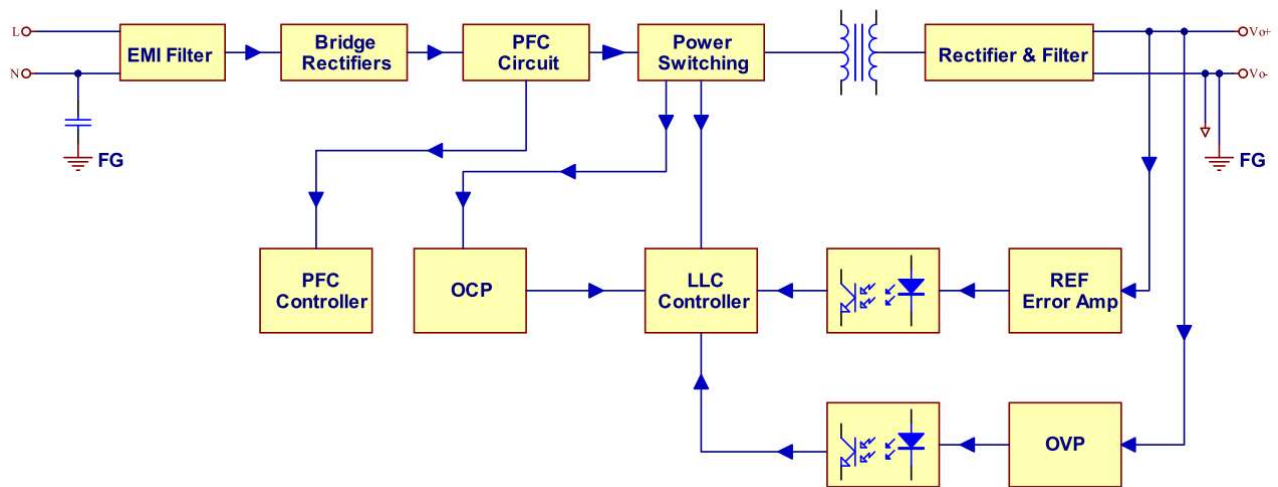 L
EMI Filter
Bridge
Rectifiers
PFC
Circuit
Power
Switching
Rectifier & Filter
Vo+
N
Vo-
FG
FG
PFC
Controller
OCP
LLC
Controller
REF
Error Amp
OVP